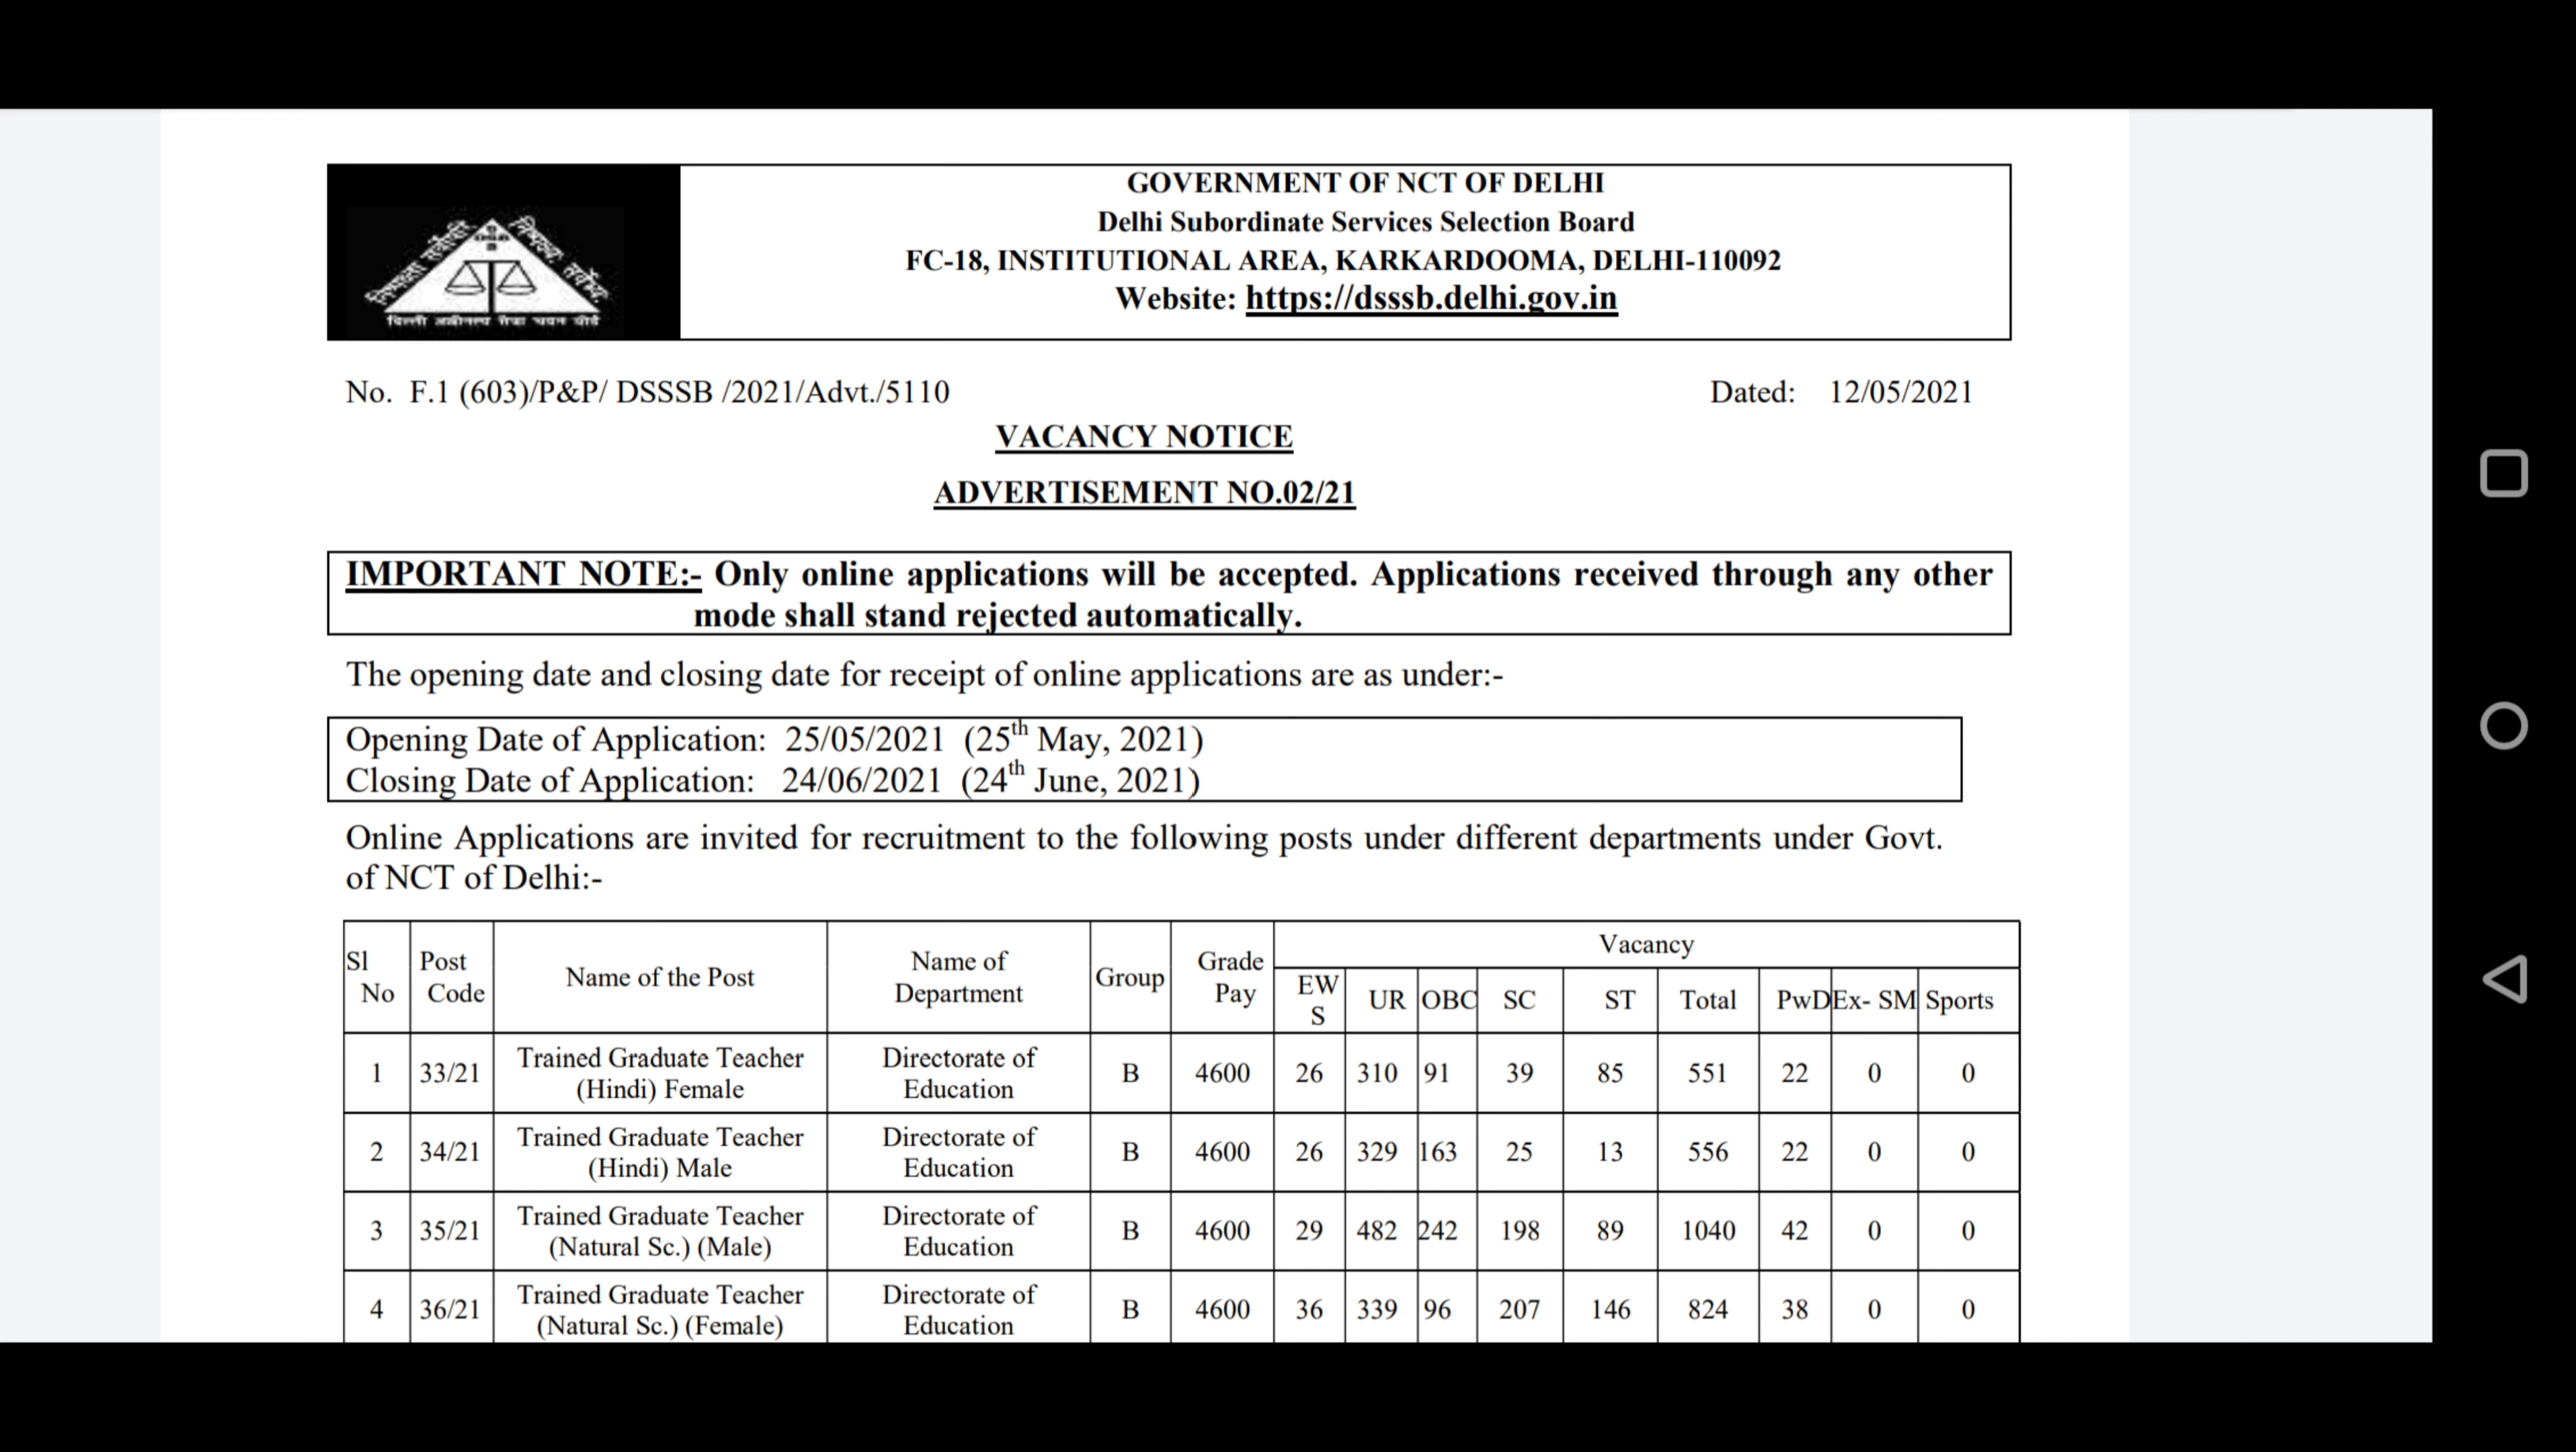 GOVERNMENT OF NCT OF DELHI
Delhi Subordinate Services Selection Board
FC-18, INSTITUTIONAL AREA, KARKARDOOMA, DELHI-110092
Website: https://dsssb.delhi.gov.in
दिल्ली अधीनस्थ सेवा चयन बोर्ड
No. F.1 (603)/P&P/ DSSSB /2021/Advt./5110 Dated: 12/05/2021
VACANCY NOTICE
ADVERTISEMENT NO.02/21
IMPORTANT NOTE:- Only online applications will be accepted. Applications received through any other
mode shall stand rejected automatically.
The opening date and closing date for receipt of online applications are as under:-
Opening Date of Application: 25/05/2021 (25th May, 2021)
Closing Date of Application: 24/06/2021 (24th June, 2021)
Online Applications are invited for recruitment to the following posts under different departments under Govt.
of NCT of Delhi:-
Sl No Post Code Name of the Post Name of Department Group Grade Pay Vacancy
EWS UR OBC SC ST Total PwD Ex- SM Sports
1 33/21 Trained Graduate Teacher (Hindi) Female Directorate of Education B 4600 26 310 91 39 85 551 22 0 0
2 34/21 Trained Graduate Teacher (Hindi) Male Directorate of Education B 4600 26 329 163 25 13 556 22 0 0
3 35/21 Trained Graduate Teacher (Natural Sc.) (Male) Directorate of Education B 4600 29 482 242 198 89 1040 42 0 0
4 36/21 Trained Graduate Teacher (Natural Sc.) (Female) Directorate of Education B 4600 36 339 96 207 146 824 38 0 0